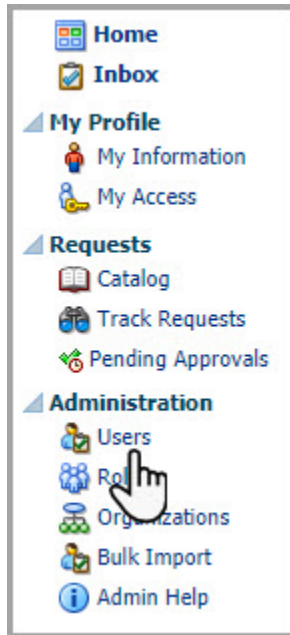 Home
Inbox
My Profile
My Information
My Access
Requests
Catalog
Track Requests
Pending Approvals
Administration
Users
Organizations
Bulk Import
Admin Help